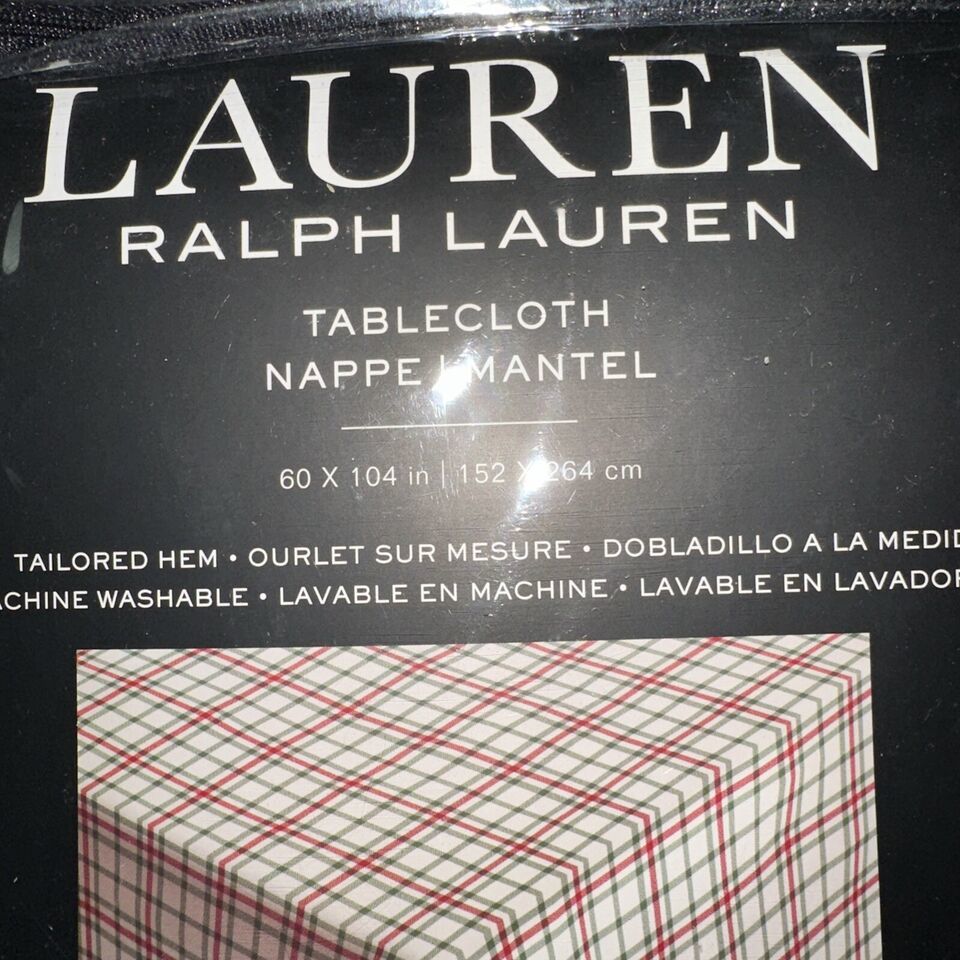 LAUREN
RALPH LAUREN
TABLECLOTH
NAPPE | MANTEL
60 X 104 in | 152 X 264 cm
TAILORED HEM • OURLET SUR MESURE • DOBLADILLO A LA MEDID
ACHINE WASHABLE • LAVABLE EN MACHINE • LAVABLE EN LAVADOR